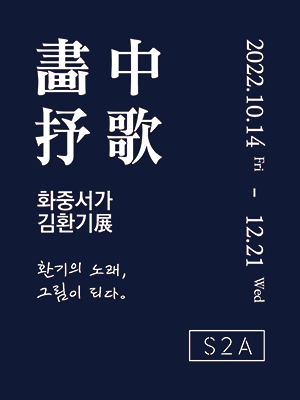 畵中
抒歌
화중서가
김환기展
환기의 노래,
그림이 되다.
2022.10.14 Fri - 12.21 Wed
S2A